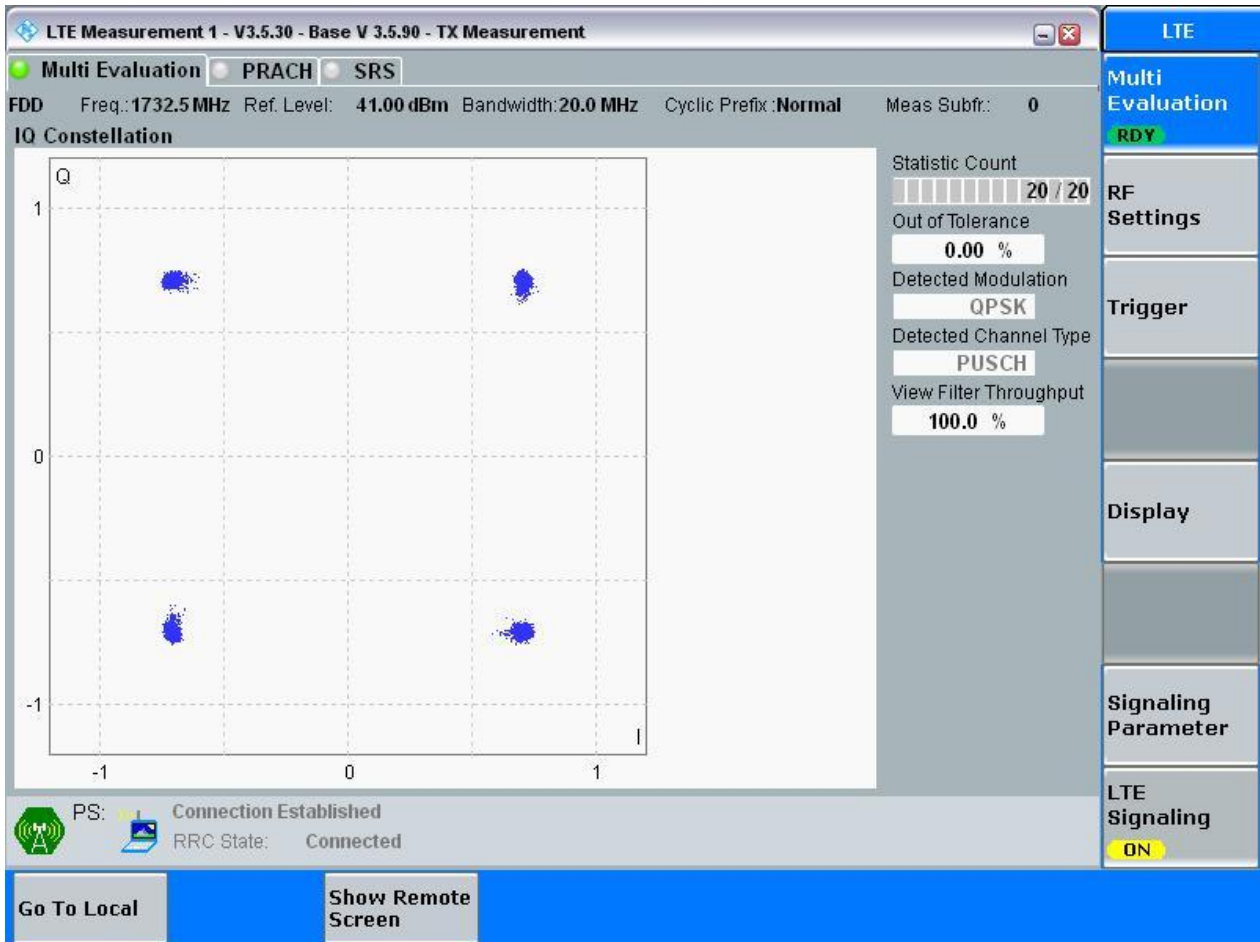 LTE Measurement 1 - V3.5.30 - Base V 3.5.90 - TX Measurement
LTE
Multi Evaluation PRACH SRS
FDD Freq.: 1732.5 MHz Ref. Level: 41.00 dBm Bandwidth: 20.0 MHz Cyclic Prefix : Normal Meas Subfr.: 0
IQ Constellation
Q
1
0
-1
I
-1 0 1
Statistic Count
20 / 20
Out of Tolerance
0.00 %
Detected Modulation
QPSK
Detected Channel Type
PUSCH
View Filter Throughput
100.0 %
PS: Connection Established
RRC State: Connected
Multi
Evaluation
RDY
RF
Settings
Trigger
Display
Signaling
Parameter
LTE
Signaling
ON
Go To Local
Show Remote
Screen